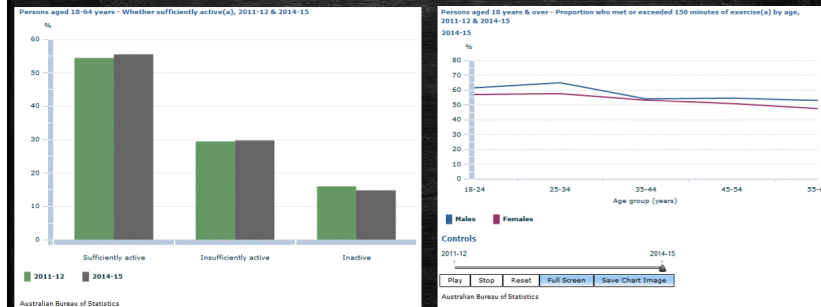 Persons aged 18-64 years - Whether sufficiently active(a), 2011-12 & 2014-15
%
60
50
40
30
20
10
0
Sufficiently active Insufficiently active Inactive
2011-12 2014-15
Australian Bureau of Statistics
Persons aged 18 years & over - Proportion who met or exceeded 150 minutes of exercise(a) by age,
2011-12 & 2014-15
2014-15
%
80
70
60
50
40
30
20
10
0
18-24 25-34 35-44 45-54 55-6
Age group (years)
Males Females
Controls
2011-12 2014-15
Play Stop Reset Full Screen Save Chart Image
Australian Bureau of Statistics